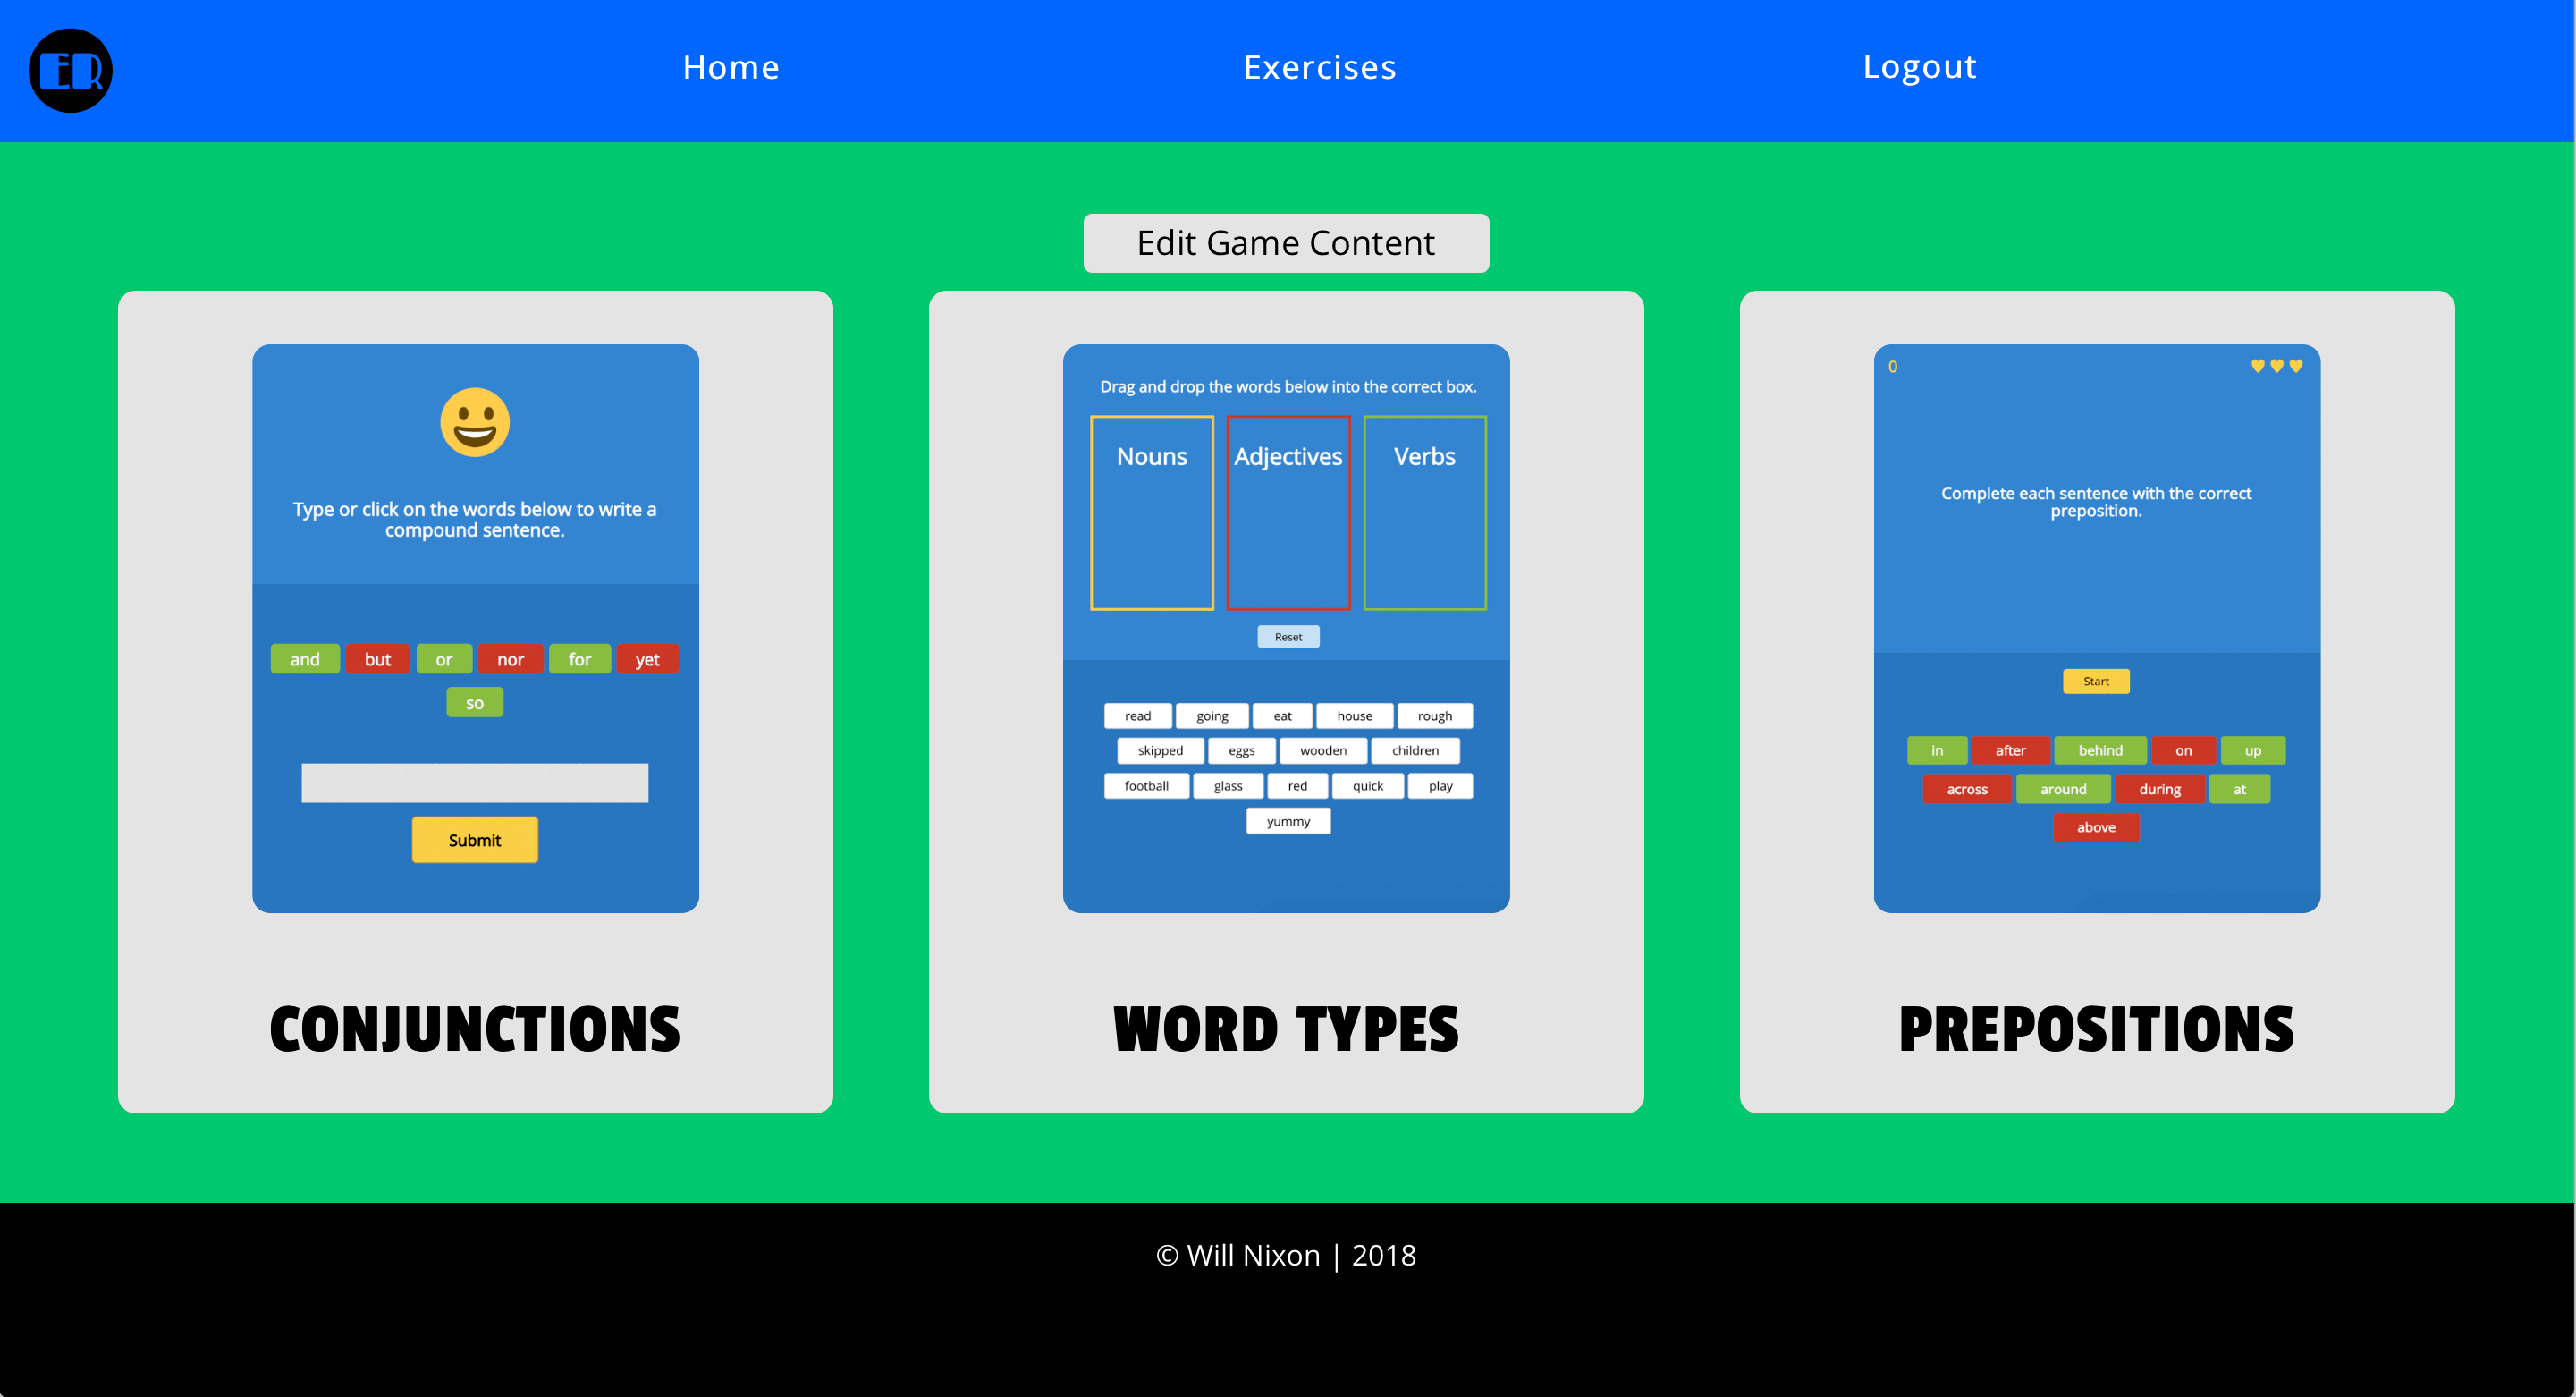 ER
Home Exercises Logout
Edit Game Content
Type or click on the words below to write a
compound sentence.
and but or nor for yet
so
Submit
CONJUNCTIONS
Drag and drop the words below into the correct box.
Nouns Adjectives Verbs
Reset
read going eat house rough
skipped eggs wooden children
football glass red quick play
yummy
WORD TYPES
0
Complete each sentence with the correct
preposition.
Start
in after behind on up
across around during at
above
PREPOSITIONS
© Will Nixon | 2018